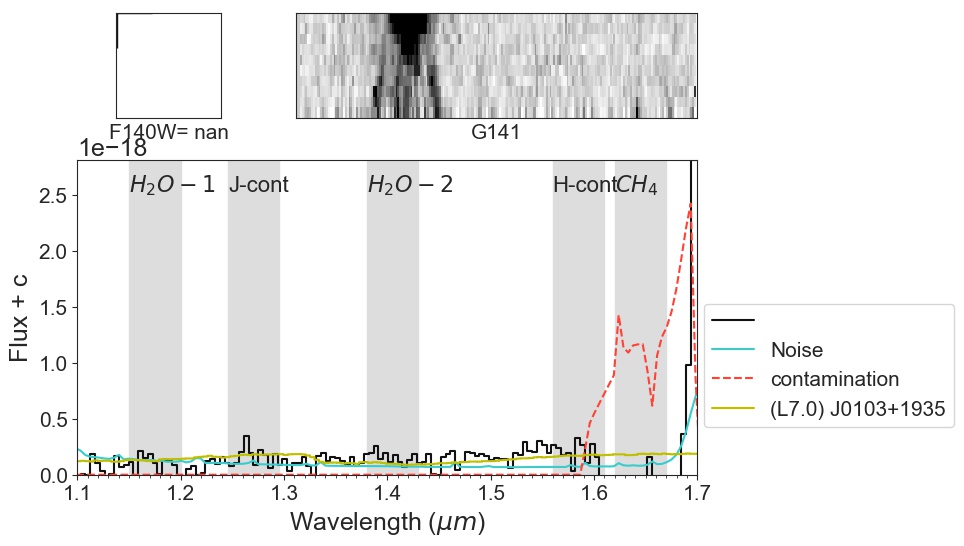 F140W= nan
G141
1e−18
H₂O − 1 J-cont H₂O − 2 H-cont CH₄
2.5
2.0
1.5
1.0
0.5
0.0
Flux + c
1.1 1.2 1.3 1.4 1.5 1.6 1.7
Wavelength (μm)
Noise
contamination
(L7.0) J0103+1935